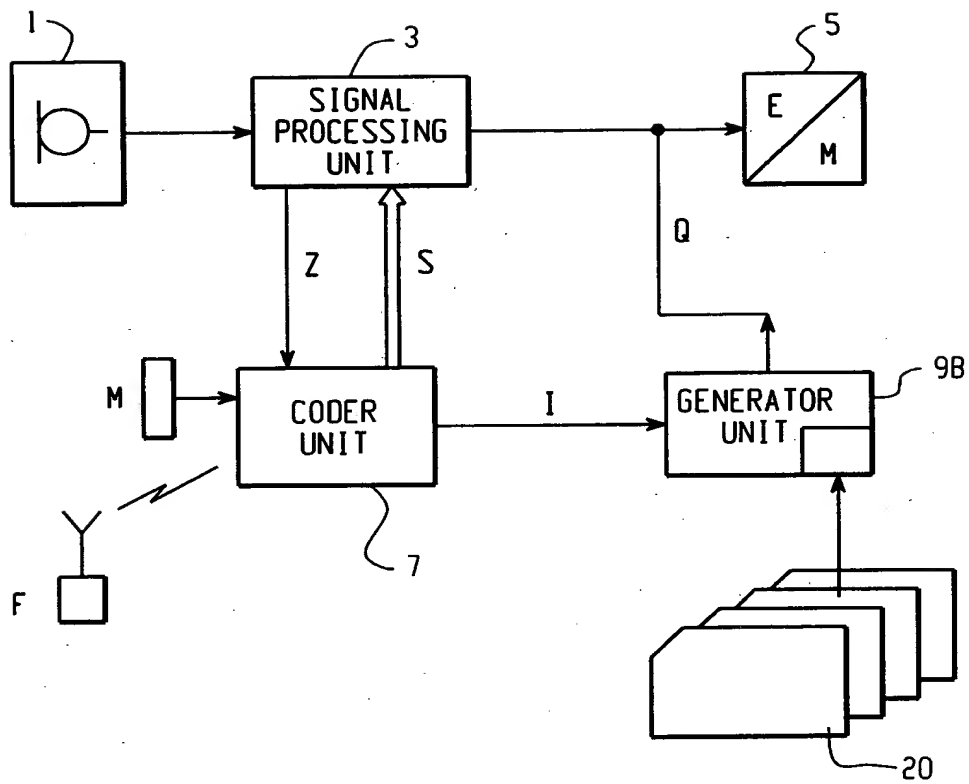 1
3
5
SIGNAL
PROCESSING
UNIT
E
M
Z
S
Q
M
CODER
UNIT
I
GENERATOR
UNIT
9B
7
F
20